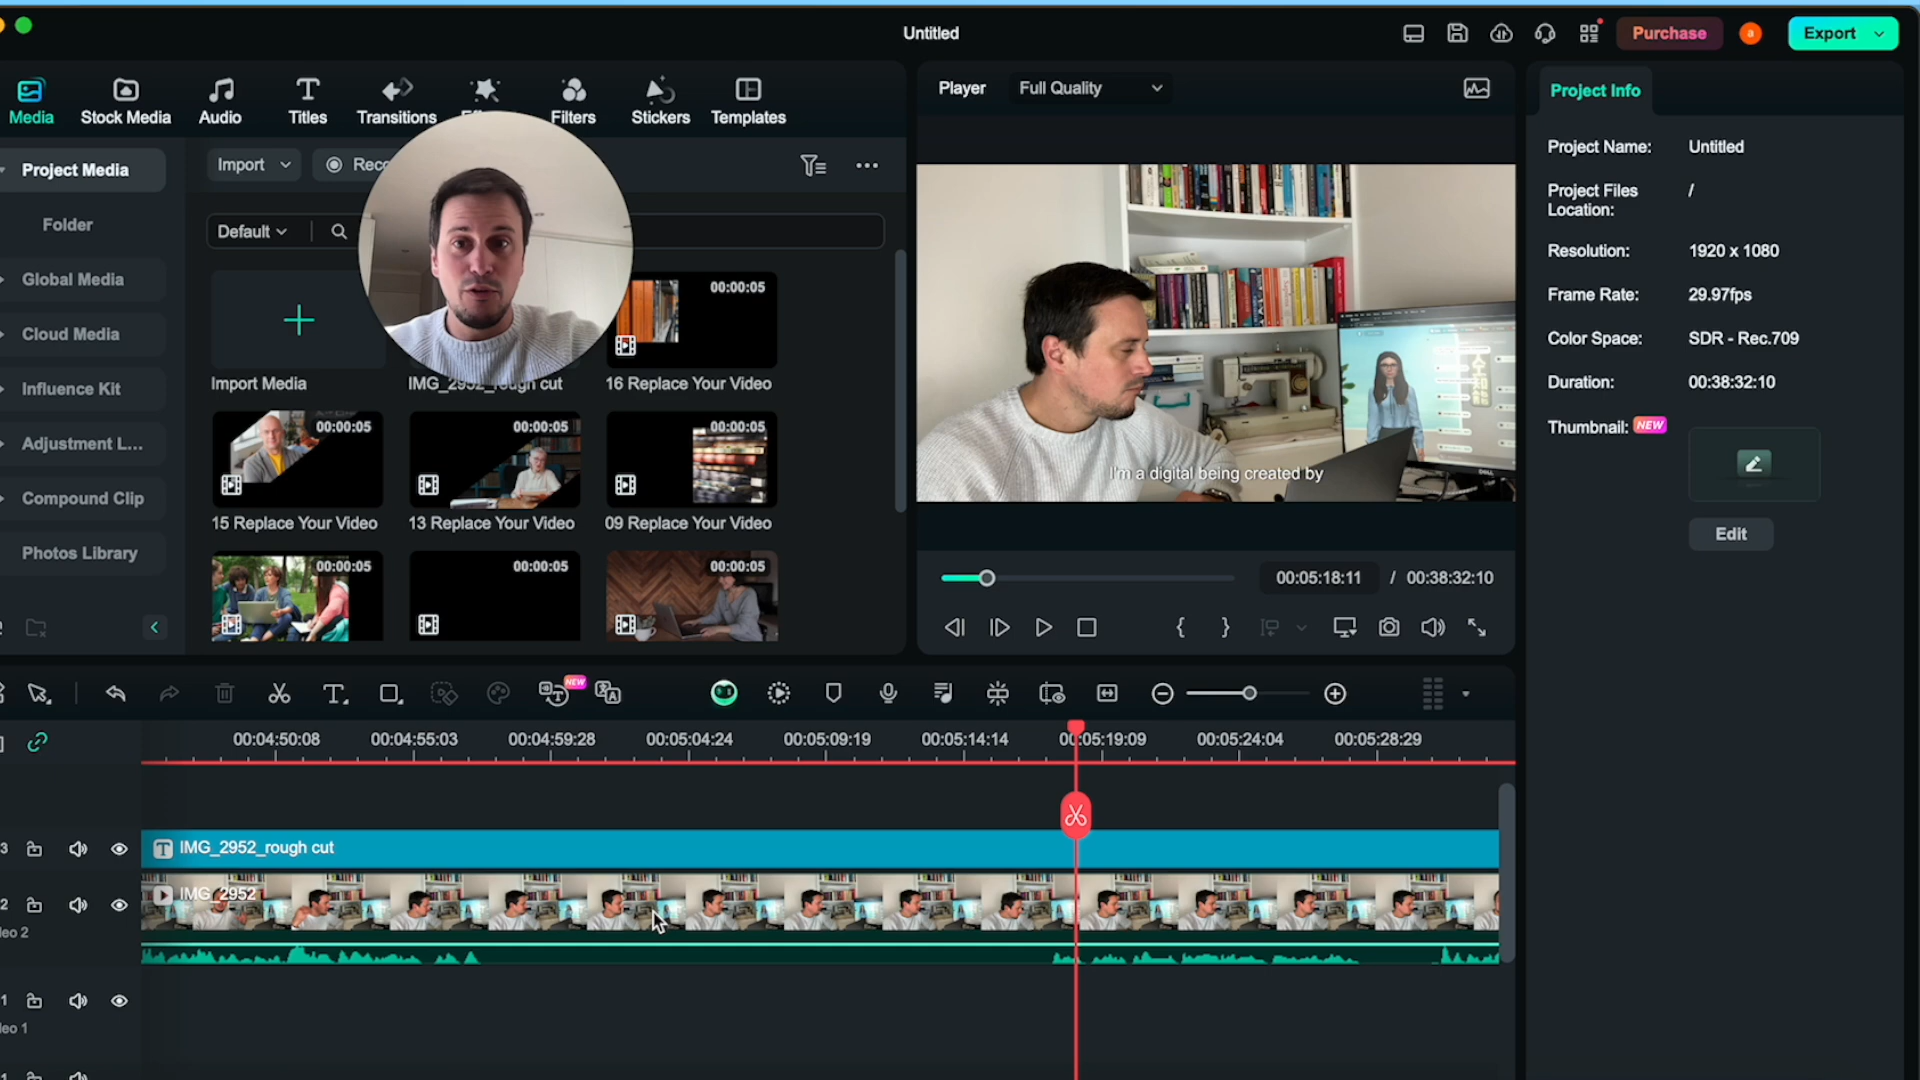 Untitled
Purchase
a
Export
Media
Stock Media
Audio
Titles
Transitions
Filters
Stickers
Templates
Player
Full Quality
Project Info
Project Media
Folder
Global Media
Cloud Media
Influence Kit
Adjustment L...
Compound Clip
Photos Library
Import
Default
Import Media
IMG_2952_rough cut
00:00:05
16 Replace Your Video
00:00:05
15 Replace Your Video
00:00:05
13 Replace Your Video
00:00:05
09 Replace Your Video
00:00:05
00:00:05
00:00:05
I'm a digital being created by
00:05:18:11 / 00:38:32:10
Project Name: Untitled
Project Files Location: /
Resolution: 1920 x 1080
Frame Rate: 29.97fps
Color Space: SDR - Rec.709
Duration: 00:38:32:10
Thumbnail: NEW
Edit
NEW
00:04:50:08
00:04:55:03
00:04:59:28
00:05:04:24
00:05:09:19
00:05:14:14
00:05:19:09
00:05:24:04
00:05:28:29
3
IMG_2952_rough cut
2
IMG_2952
eo 2
1
eo 1